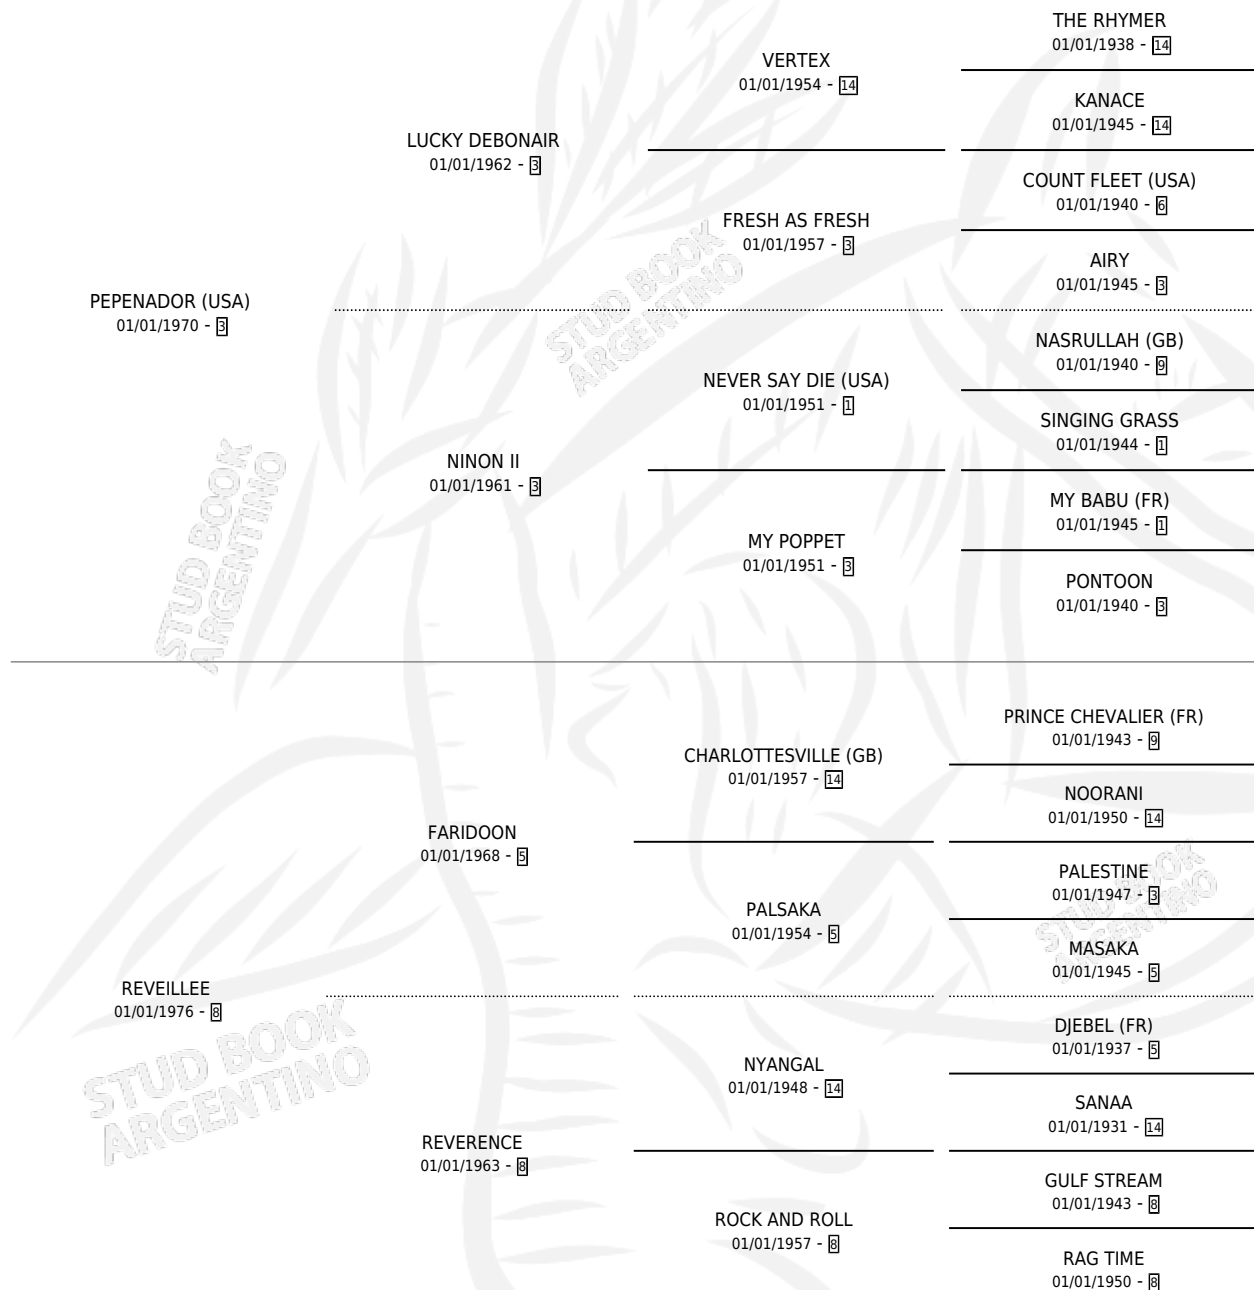 THE RHYMER
01/01/1938 - 14
VERTEX
01/01/1954 - 14
KANACE
01/01/1945 - 14
LUCKY DEBONAIR
01/01/1962 - 3
COUNT FLEET (USA)
01/01/1940 - 6
FRESH AS FRESH
01/01/1957 - 3
AIRY
01/01/1945 - 3
PEPENADOR (USA)
01/01/1970 - 3
NASRULLAH (GB)
01/01/1940 - 9
NEVER SAY DIE (USA)
01/01/1951 - 1
SINGING GRASS
01/01/1944 - 1
NINON II
01/01/1961 - 3
MY BABU (FR)
01/01/1945 - 1
MY POPPET
01/01/1951 - 3
PONTOON
01/01/1940 - 3
PRINCE CHEVALIER (FR)
01/01/1943 - 9
CHARLOTTESVILLE (GB)
01/01/1957 - 14
NOORANI
01/01/1950 - 14
FARIDOON
01/01/1968 - 5
PALESTINE
01/01/1947 - 3
PALSAKA
01/01/1954 - 5
MASAKA
01/01/1945 - 5
REVEILLEE
01/01/1976 - 8
DJEBEL (FR)
01/01/1937 - 5
NYANGAL
01/01/1948 - 14
SANAA
01/01/1931 - 14
REVERENCE
01/01/1963 - 8
GULF STREAM
01/01/1943 - 8
ROCK AND ROLL
01/01/1957 - 8
RAG TIME
01/01/1950 - 8
STUD BOOK
ARGENTINO
STUD BOOK
ARGENTINO
STUD BOOK
ARGENTINO
STUD BOOK
ARGENTINO